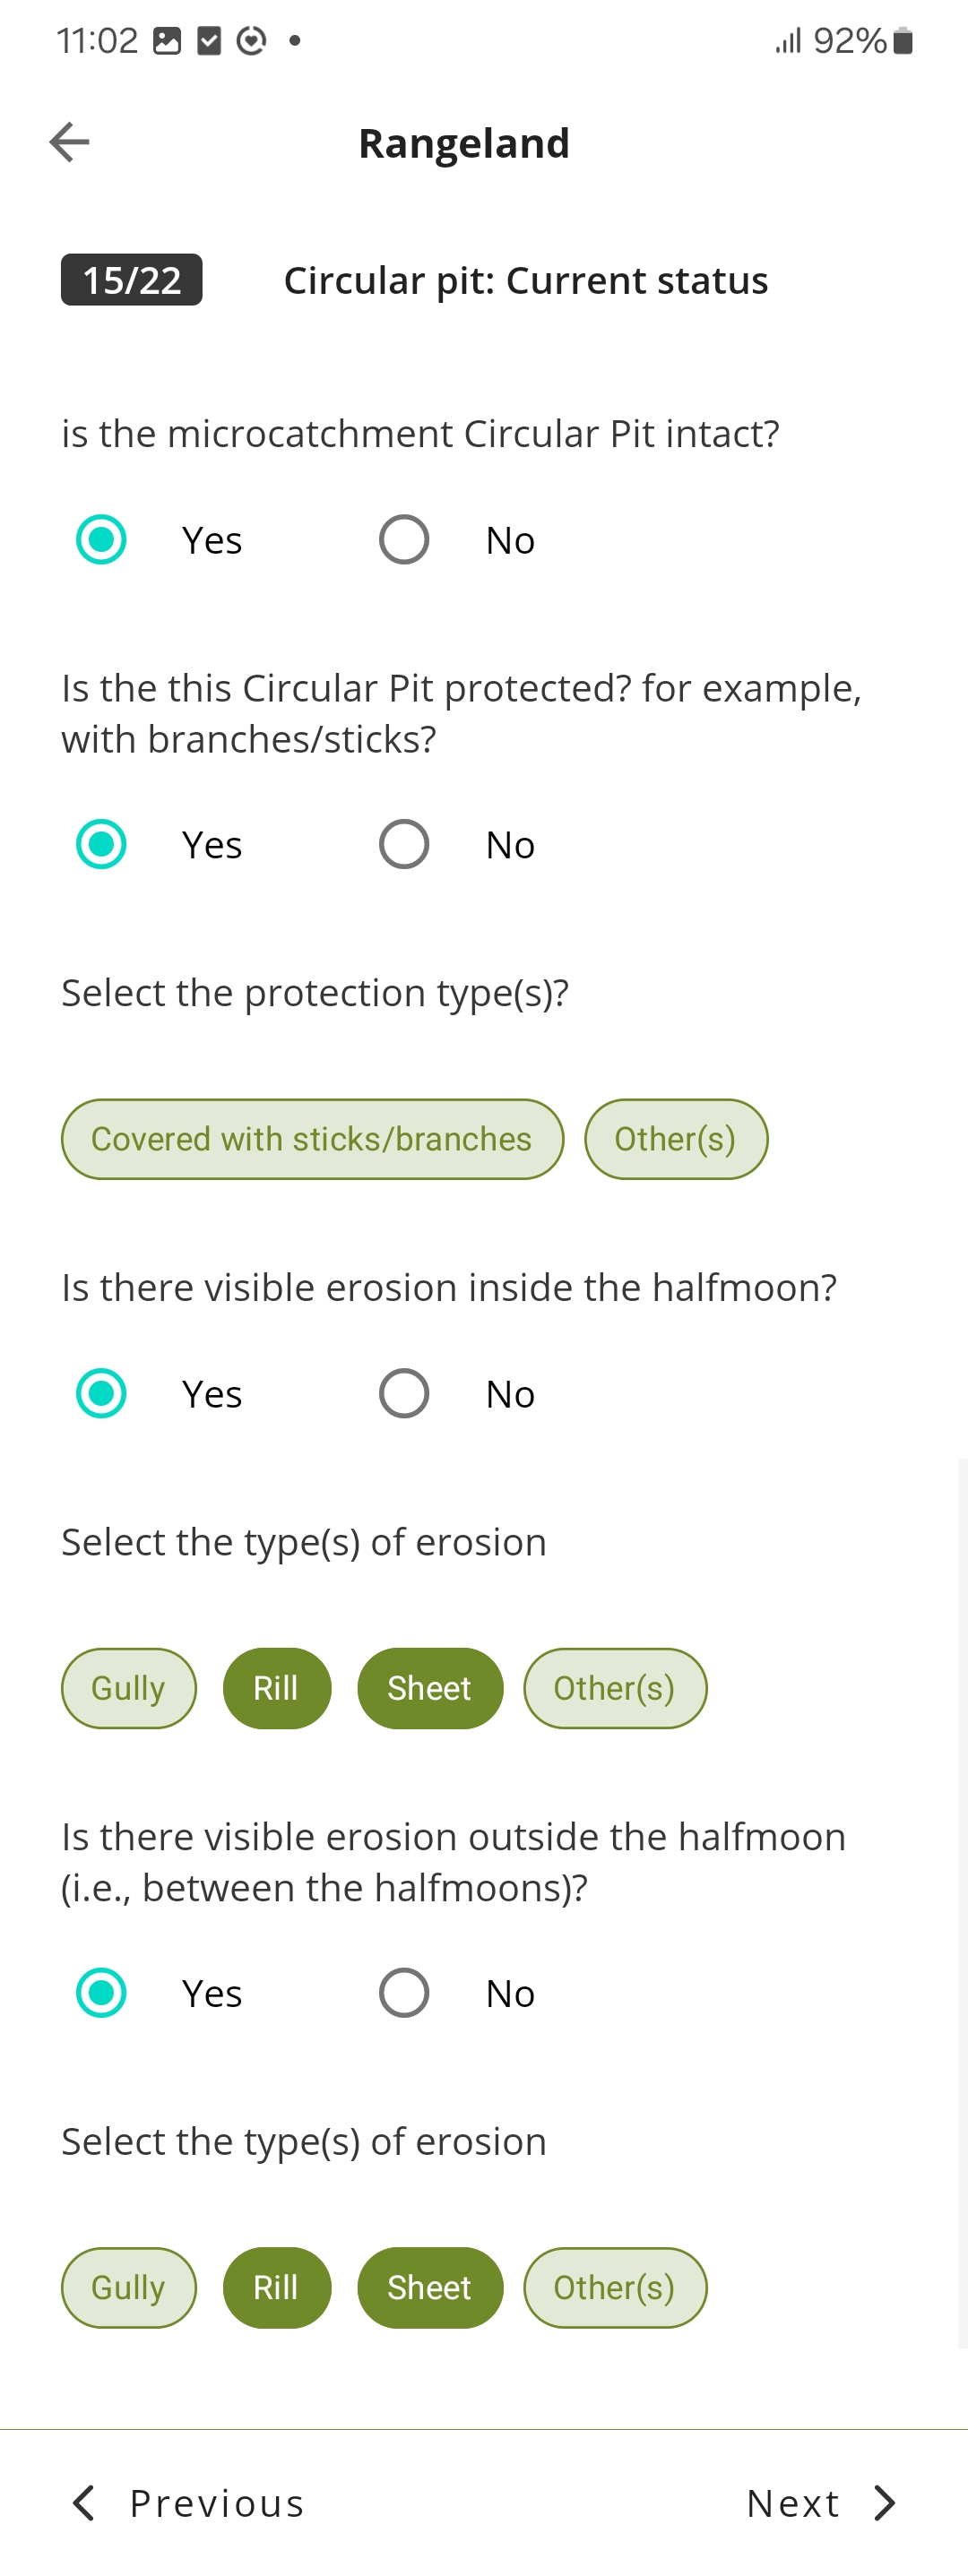 11:02
92%
Rangeland
15/22
Circular pit: Current status
is the microcatchment Circular Pit intact?
Yes
No
Is the this Circular Pit protected? for example,
with branches/sticks?
Yes
No
Select the protection type(s)?
Covered with sticks/branches
Other(s)
Is there visible erosion inside the halfmoon?
Yes
No
Select the type(s) of erosion
Gully
Rill
Sheet
Other(s)
Is there visible erosion outside the halfmoon
(i.e., between the halfmoons)?
Yes
No
Select the type(s) of erosion
Gully
Rill
Sheet
Other(s)
Previous
Next